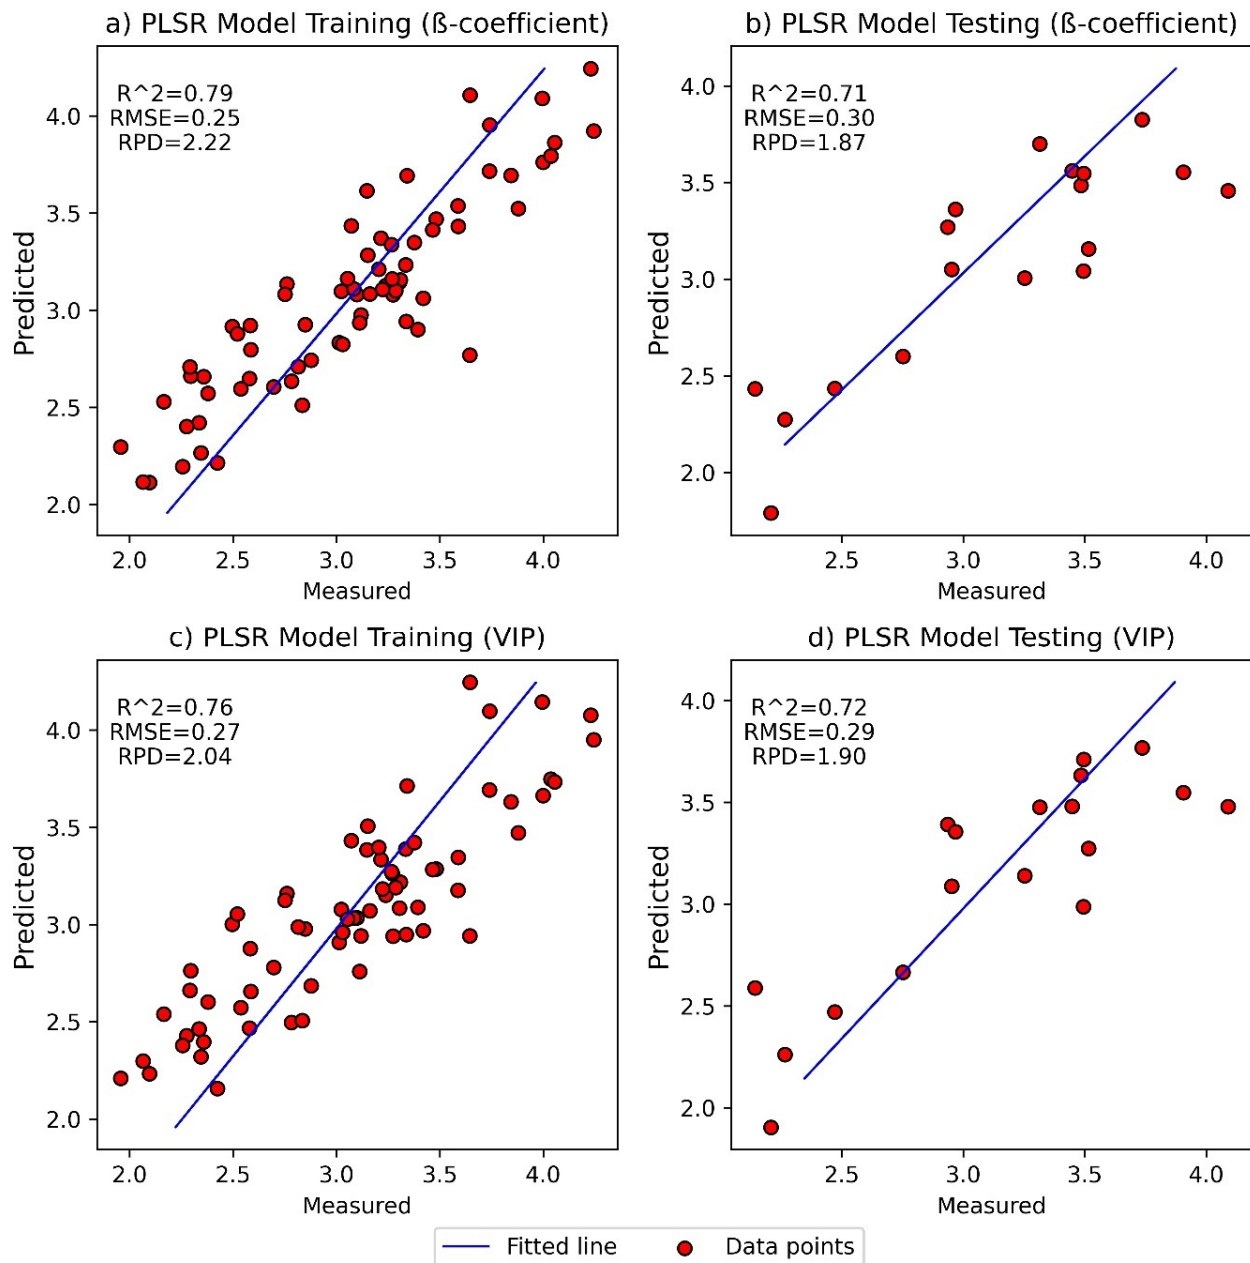 a) PLSR Model Training (ß-coefficient)
R^2=0.79
RMSE=0.25
RPD=2.22
Predicted
4.0
3.5
3.0
2.5
2.0
2.0 2.5 3.0 3.5 4.0
Measured
b) PLSR Model Testing (ß-coefficient)
R^2=0.71
RMSE=0.30
RPD=1.87
Predicted
4.0
3.5
3.0
2.5
2.0
2.5 3.0 3.5 4.0
Measured
c) PLSR Model Training (VIP)
R^2=0.76
RMSE=0.27
RPD=2.04
Predicted
4.0
3.5
3.0
2.5
2.0
2.0 2.5 3.0 3.5 4.0
Measured
d) PLSR Model Testing (VIP)
R^2=0.72
RMSE=0.29
RPD=1.90
Predicted
4.0
3.5
3.0
2.5
2.0
2.5 3.0 3.5 4.0
Measured
Fitted line Data points